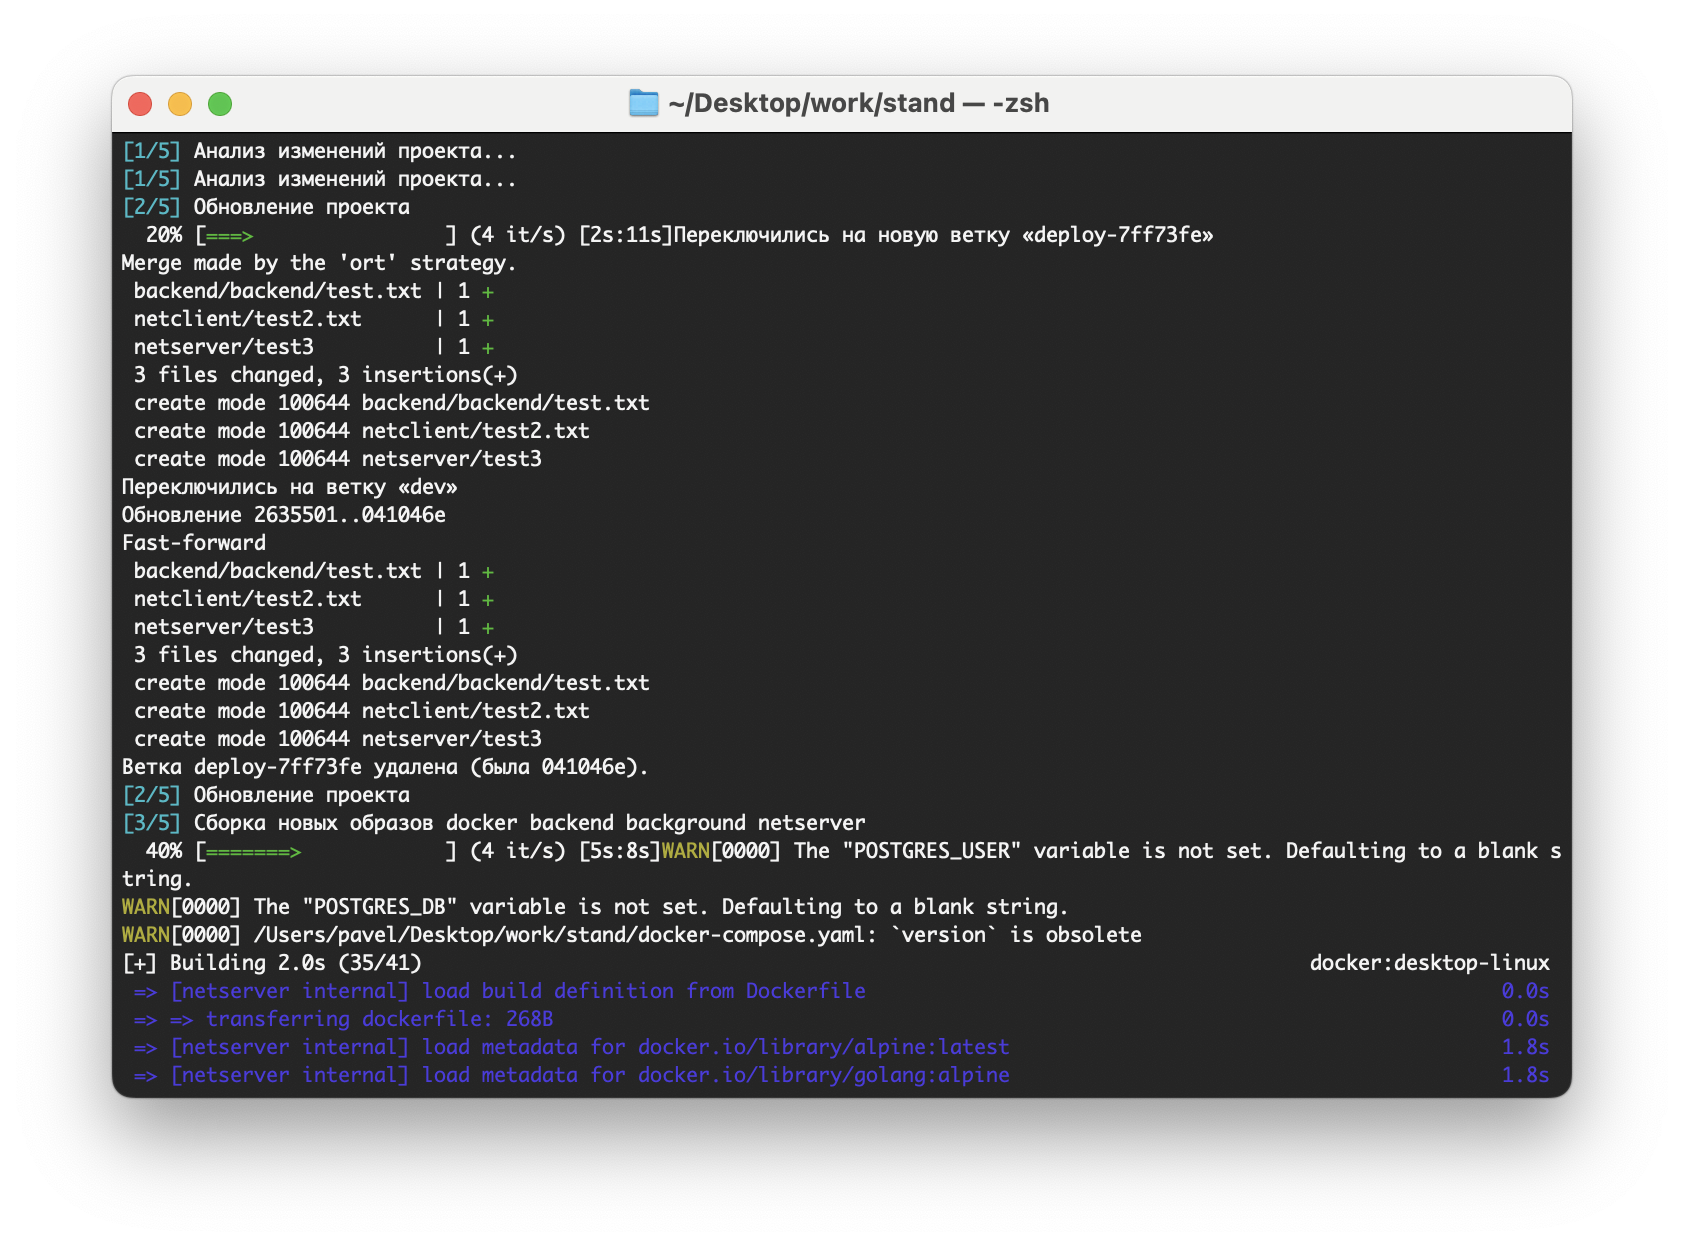 ~/Desktop/work/stand — -zsh
[1/5] Анализ изменений проекта...
[1/5] Анализ изменений проекта...
[2/5] Обновление проекта
20% [===>                ] (4 it/s) [2s:11s]Переключились на новую ветку «deploy-7ff73fe»
Merge made by the 'ort' strategy.
backend/backend/test.txt | 1 +
netclient/test2.txt      | 1 +
netserver/test3          | 1 +
3 files changed, 3 insertions(+)
create mode 100644 backend/backend/test.txt
create mode 100644 netclient/test2.txt
create mode 100644 netserver/test3
Переключились на ветку «dev»
Обновление 2635501..041046e
Fast-forward
backend/backend/test.txt | 1 +
netclient/test2.txt      | 1 +
netserver/test3          | 1 +
3 files changed, 3 insertions(+)
create mode 100644 backend/backend/test.txt
create mode 100644 netclient/test2.txt
create mode 100644 netserver/test3
Ветка deploy-7ff73fe удалена (была 041046e).
[2/5] Обновление проекта
[3/5] Сборка новых образов docker backend background netserver
40% [=======>            ] (4 it/s) [5s:8s]WARN[0000] The "POSTGRES_USER" variable is not set. Defaulting to a blank s
tring.
WARN[0000] The "POSTGRES_DB" variable is not set. Defaulting to a blank string.
WARN[0000] /Users/pavel/Desktop/work/stand/docker-compose.yaml: `version` is obsolete
[+] Building 2.0s (35/41) docker:desktop-linux
=> [netserver internal] load build definition from Dockerfile 0.0s
=> => transferring dockerfile: 268B 0.0s
=> [netserver internal] load metadata for docker.io/library/alpine:latest 1.8s
=> [netserver internal] load metadata for docker.io/library/golang:alpine 1.8s